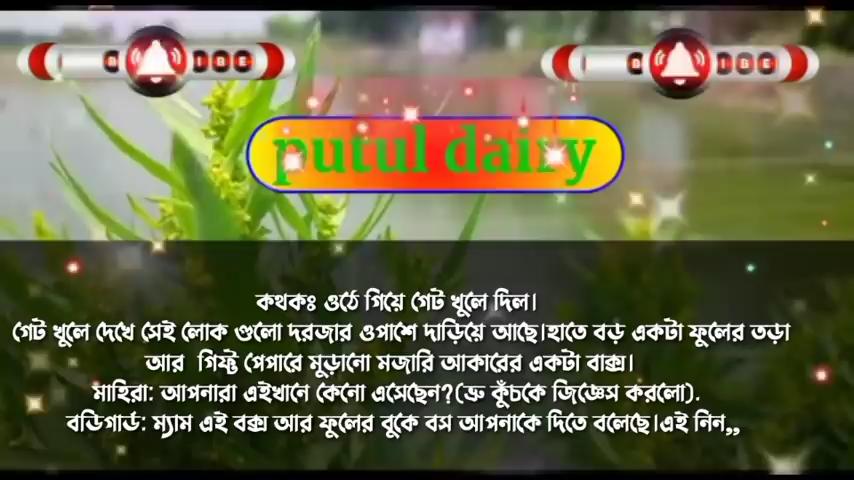 putul dairy
কথকঃ ওঠে গিয়ে গেট খুলে দিল।
গেট খুলে দেখে সেই লোক গুলো দরজার ওপাশে দাড়িয়ে আছে।হাতে বড় একটা ফুলের তড়া
আর গিফ্ট পেপারে মুড়ানো মজারি আকারের একটা বাক্স।
মাহিরা: আপনারা এইখানে কেনো এসেছেন?(ভ্রু কুঁচকে জিজ্ঞেস করলো).
বডিগার্ড: ম্যাম এই বক্স আর ফুলের বুকে বস আপনাকে দিতে বলেছে।এই নিন,,